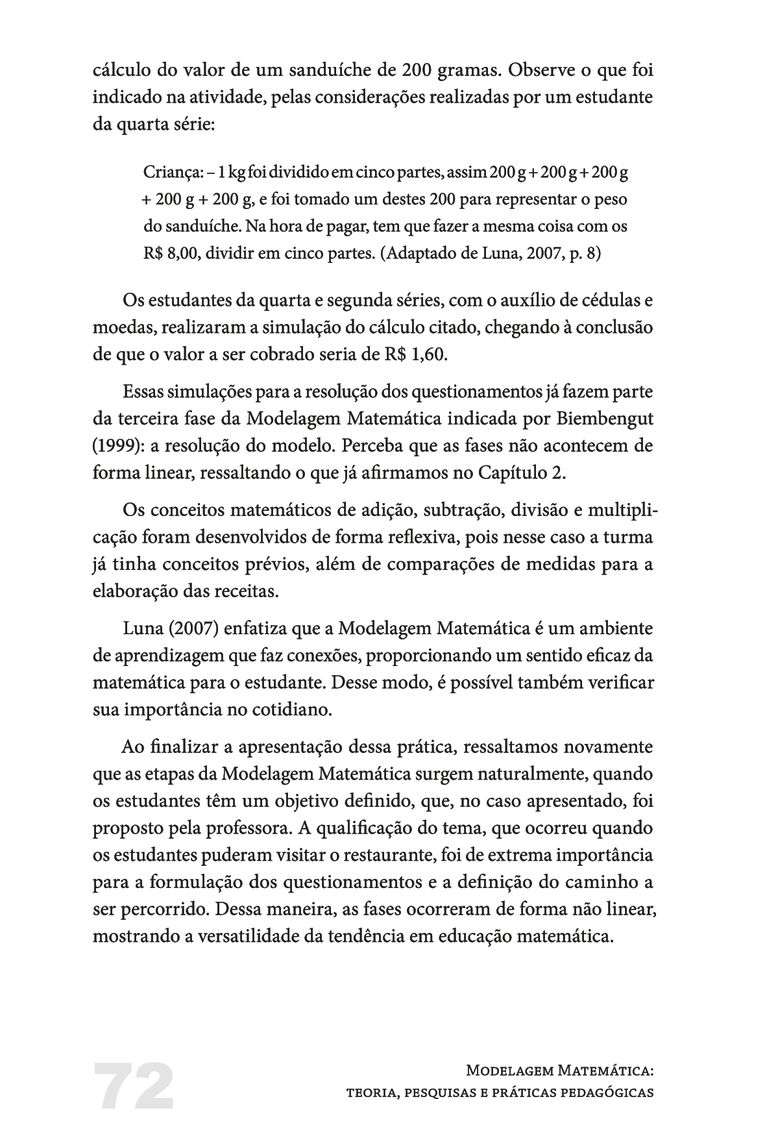 cálculo do valor de um sanduíche de 200 gramas. Observe o que foi
indicado na atividade, pelas considerações realizadas por um estudante
da quarta série:
Criança: – 1 kg foi dividido em cinco partes, assim 200 g + 200 g + 200 g
+ 200 g + 200 g, e foi tomado um destes 200 para representar o peso
do sanduíche. Na hora de pagar, tem que fazer a mesma coisa com os
R$ 8,00, dividir em cinco partes. (Adaptado de Luna, 2007, p. 8)
Os estudantes da quarta e segunda séries, com o auxílio de cédulas e
moedas, realizaram a simulação do cálculo citado, chegando à conclusão
de que o valor a ser cobrado seria de R$ 1,60.
Essas simulações para a resolução dos questionamentos já fazem parte
da terceira fase da Modelagem Matemática indicada por Biembengut
(1999): a resolução do modelo. Perceba que as fases não acontecem de
forma linear, ressaltando o que já afirmamos no Capítulo 2.
Os conceitos matemáticos de adição, subtração, divisão e multipli-
cação foram desenvolvidos de forma reflexiva, pois nesse caso a turma
já tinha conceitos prévios, além de comparações de medidas para a
elaboração das receitas.
Luna (2007) enfatiza que a Modelagem Matemática é um ambiente
de aprendizagem que faz conexões, proporcionando um sentido eficaz da
matemática para o estudante. Desse modo, é possível também verificar
sua importância no cotidiano.
Ao finalizar a apresentação dessa prática, ressaltamos novamente
que as etapas da Modelagem Matemática surgem naturalmente, quando
os estudantes têm um objetivo definido, que, no caso apresentado, foi
proposto pela professora. A qualificação do tema, que ocorreu quando
os estudantes puderam visitar o restaurante, foi de extrema importância
para a formulação dos questionamentos e a definição do caminho a
ser percorrido. Dessa maneira, as fases ocorreram de forma não linear,
mostrando a versatilidade da tendência em educação matemática.
72
Modelagem Matemática:
teoria, pesquisas e práticas pedagógicas